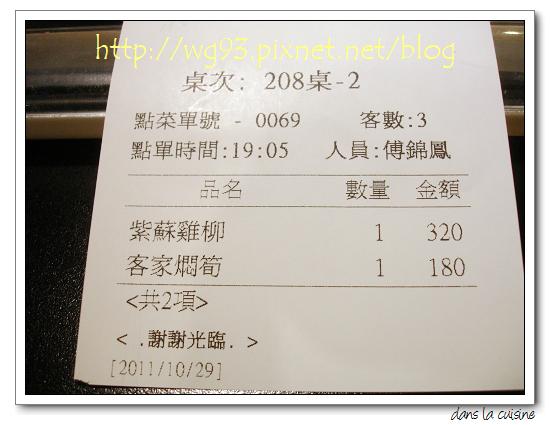 http://wg93.pixnet.net/blog
桌次: 208桌-2
點菜單號 - 0069 客數:3
點單時間:19:05 人員:傅錦鳳
品名 數量 金額
紫蘇雞柳 1 320
客家燜筍 1 180
<共2項>
< .謝謝光臨. >
[2011/10/29]
dans la cuisine